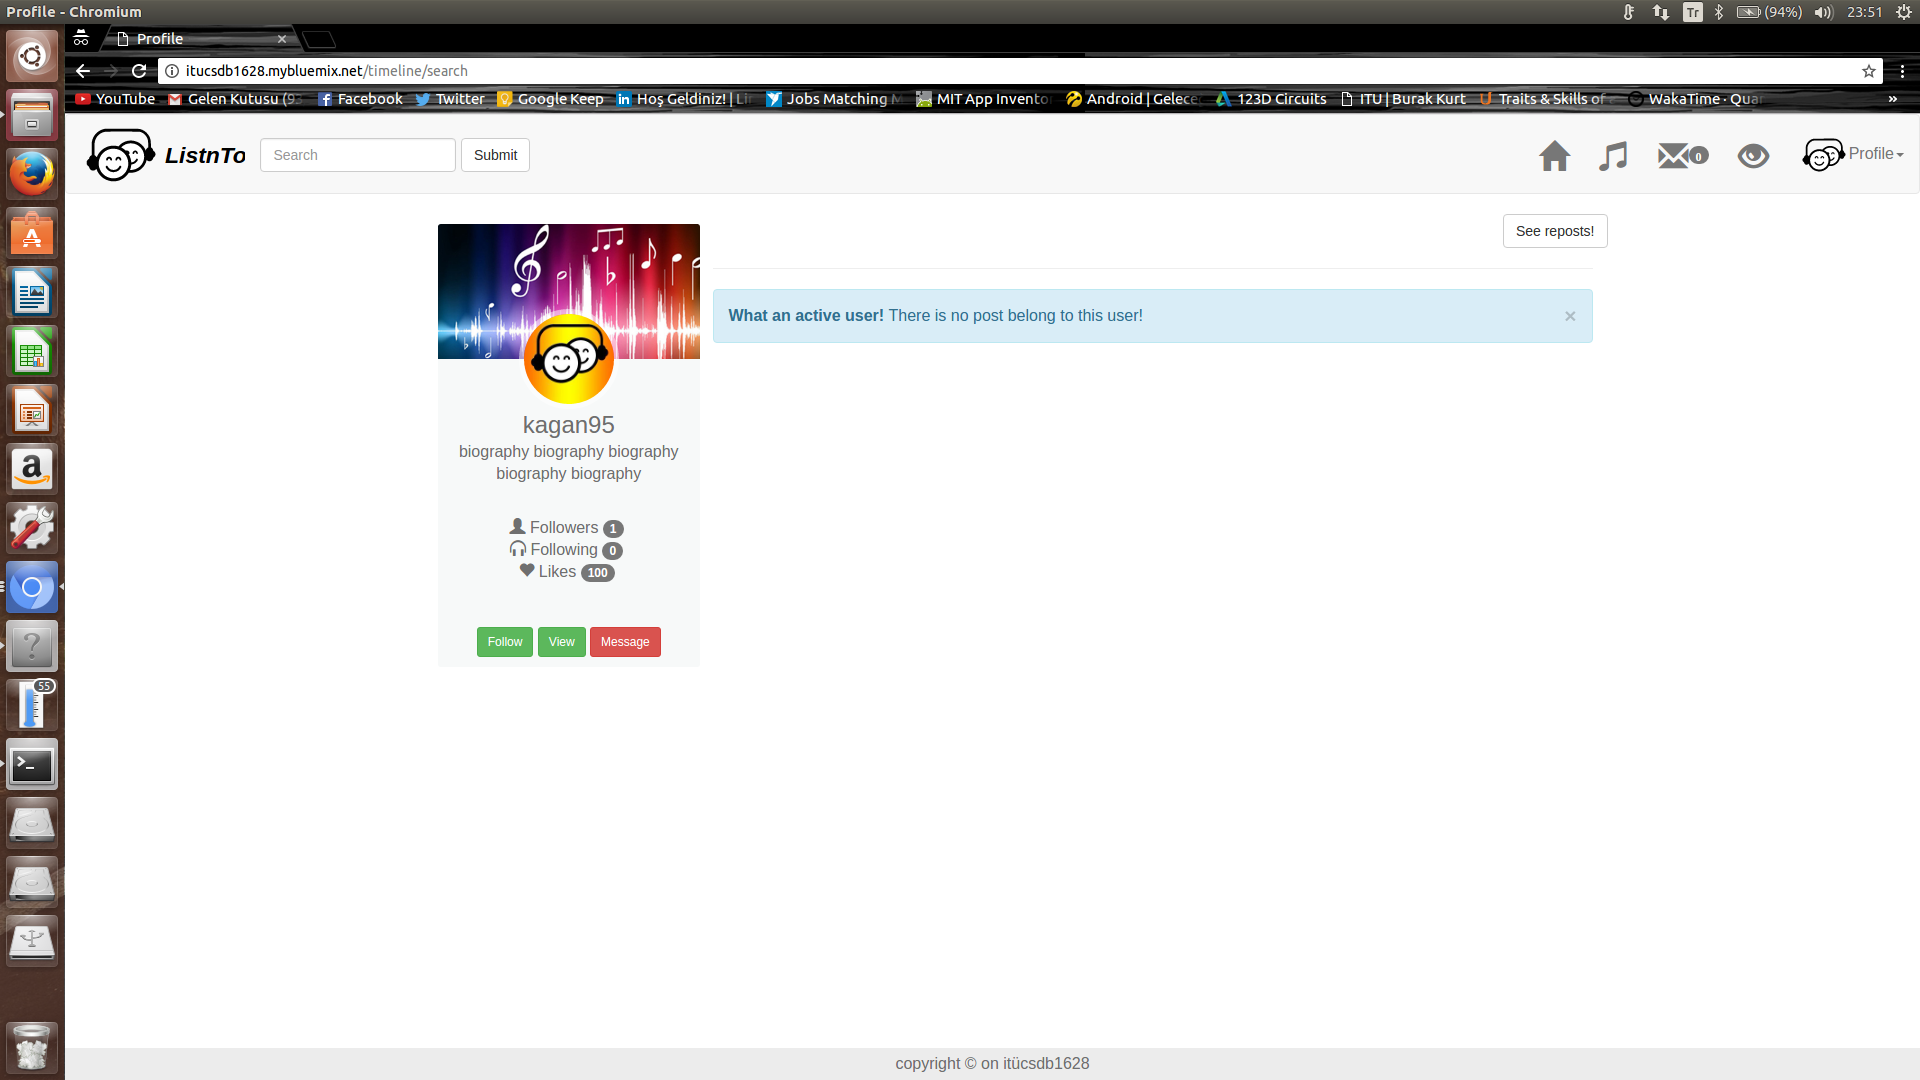 Profile - Chromium
Tr
(94%)
23:51
Profile
itucsdb1628.mybluemix.net/timeline/search
YouTube
Gelen Kutusu (9
Facebook
Twitter
Google Keep
Hoş Geldiniz! | Li
Jobs Matching
MIT App Invento
Android | Gelece
123D Circuits
ITU | Burak Kurt
Traits & Skills of
WakaTime · Qua
»
ListnTo
Search
Submit
0
Profile
See reposts!
What an active user! There is no post belong to this user!
×
kagan95
biography biography biography
biography biography
Followers 1
Following 0
Likes 100
Follow
View
Message
55
copyright © on itücsdb1628